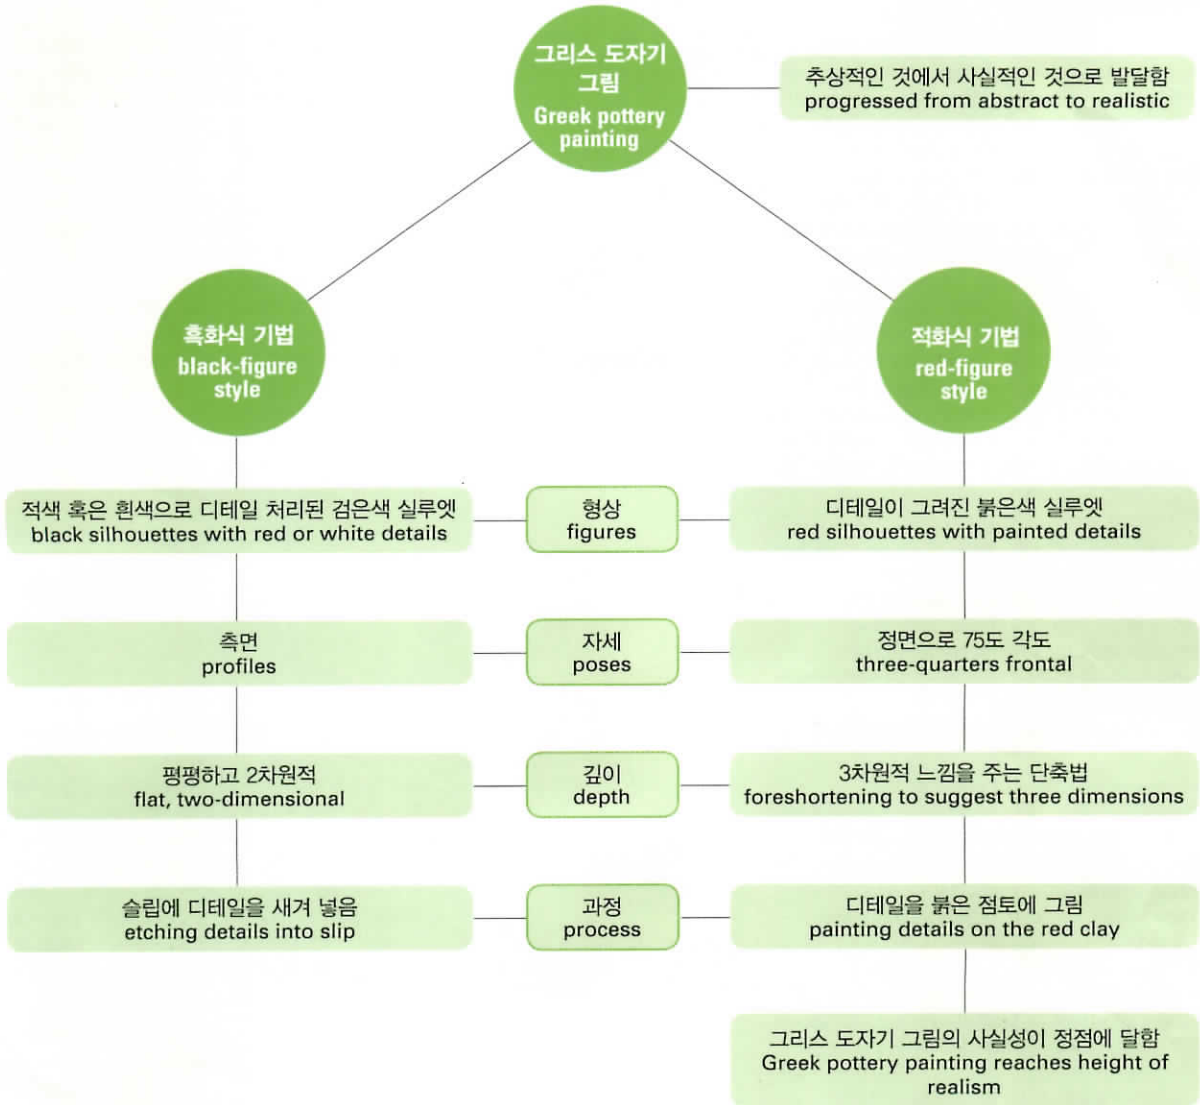 그리스 도자기
그림
Greek pottery
painting
추상적인 것에서 사실적인 것으로 발달함
progressed from abstract to realistic
흑화식 기법
black-figure
style
적화식 기법
red-figure
style
적색 혹은 흰색으로 디테일 처리된 검은색 실루엣
black silhouettes with red or white details
형상
figures
디테일이 그려진 붉은색 실루엣
red silhouettes with painted details
측면
profiles
자세
poses
정면으로 75도 각도
three-quarters frontal
평평하고 2차원적
flat, two-dimensional
깊이
depth
3차원적 느낌을 주는 단축법
foreshortening to suggest three dimensions
슬립에 디테일을 새겨 넣음
etching details into slip
과정
process
디테일을 붉은 점토에 그림
painting details on the red clay
그리스 도자기 그림의 사실성이 정점에 달함
Greek pottery painting reaches height of
realism